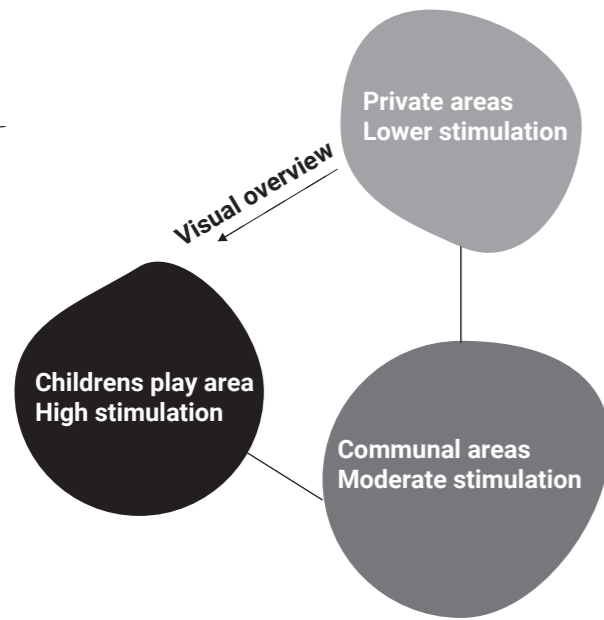 Private areas
Lower stimulation
Visual overview
Childrens play area
High stimulation
Communal areas
Moderate stimulation